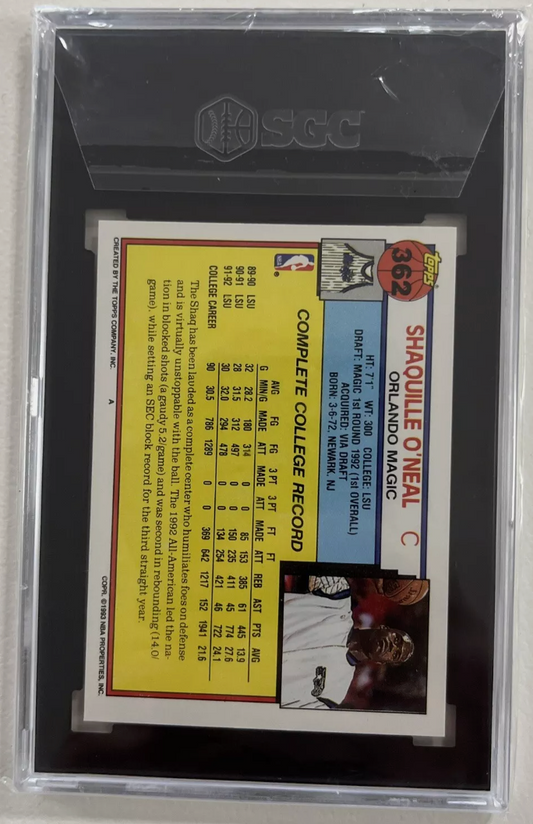 SGC
topps
362
SHAQUILLE O'NEAL C
ORLANDO MAGIC
HT: 7'1" WT: 300 COLLEGE: LSU
DRAFT: MAGIC 1st ROUND 1992 (1st OVERALL)
ACQUIRED: VIA DRAFT
BORN: 3-6-72, NEWARK, NJ
NBA
COMPLETE COLLEGE RECORD
AVG FG FG 3 PT 3 PT FT FT
G MIN/G MADE ATT MADE ATT MADE ATT REB AST PTS AVG
89-90 LSU 32 28.2 180 314 0 0 85 153 385 61 445 13.9
90-91 LSU 28 31.5 312 497 0 0 150 235 411 45 774 27.6
91-92 LSU 30 32.0 294 478 0 0 134 254 421 46 722 24.1
COLLEGE CAREER 90 30.5 786 1289 0 0 369 642 1217 152 1941 21.6
The Shaq has been lauded as a complete center who humiliates foes on defense
and is virtually unstoppable with the ball. The 1992 All-American led the na-
tion in blocked shots (a gaudy 5.2/game) and was second in rebounding (14.0/
game), while setting an SEC block record for the third straight year.
CREATED BY THE TOPPS COMPANY, INC. A COPR. ©1993 NBA PROPERTIES, INC.